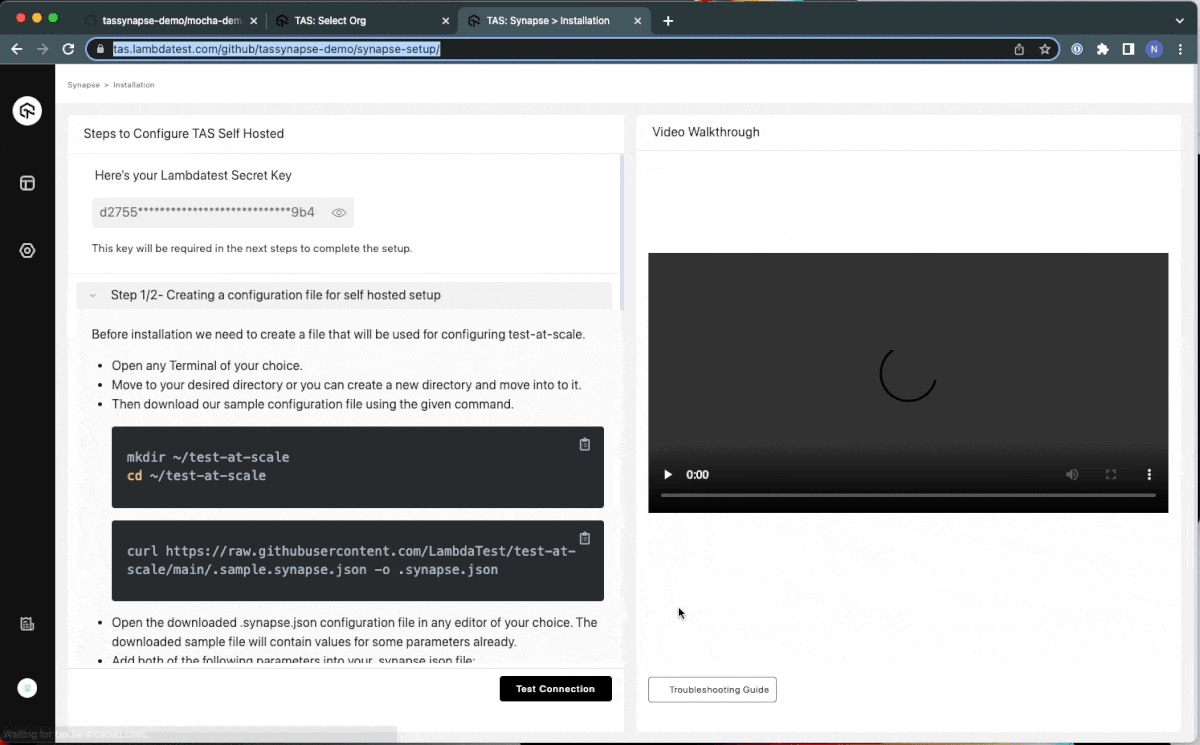 tassynapse-demo/mocha-dem
TAS: Select Org
TAS: Synapse > Installation
tas.lambdatest.com/github/tassynapse-demo/synapse-setup/
N
Synapse > Installation
Steps to Configure TAS Self Hosted
Here's your Lambdatest Secret Key
d2755****************************9b4
This key will be required in the next steps to complete the setup.
Step 1/2- Creating a configuration file for self hosted setup
Before installation we need to create a file that will be used for configuring test-at-scale.
• Open any Terminal of your choice.
• Move to your desired directory or you can create a new directory and move into to it.
• Then download our sample configuration file using the given command.
mkdir ~/test-at-scale
cd ~/test-at-scale
curl https://raw.githubusercontent.com/LambdaTest/test-at-
scale/main/.sample.synapse.json -o .synapse.json
• Open the downloaded .synapse.json configuration file in any editor of your choice. The
downloaded sample file will contain values for some parameters already.
• Add both of the following parameters into your .synapse.json file:
Test Connection
Video Walkthrough
0:00
Troubleshooting Guide
Waiting for tas.lambdatest.com...